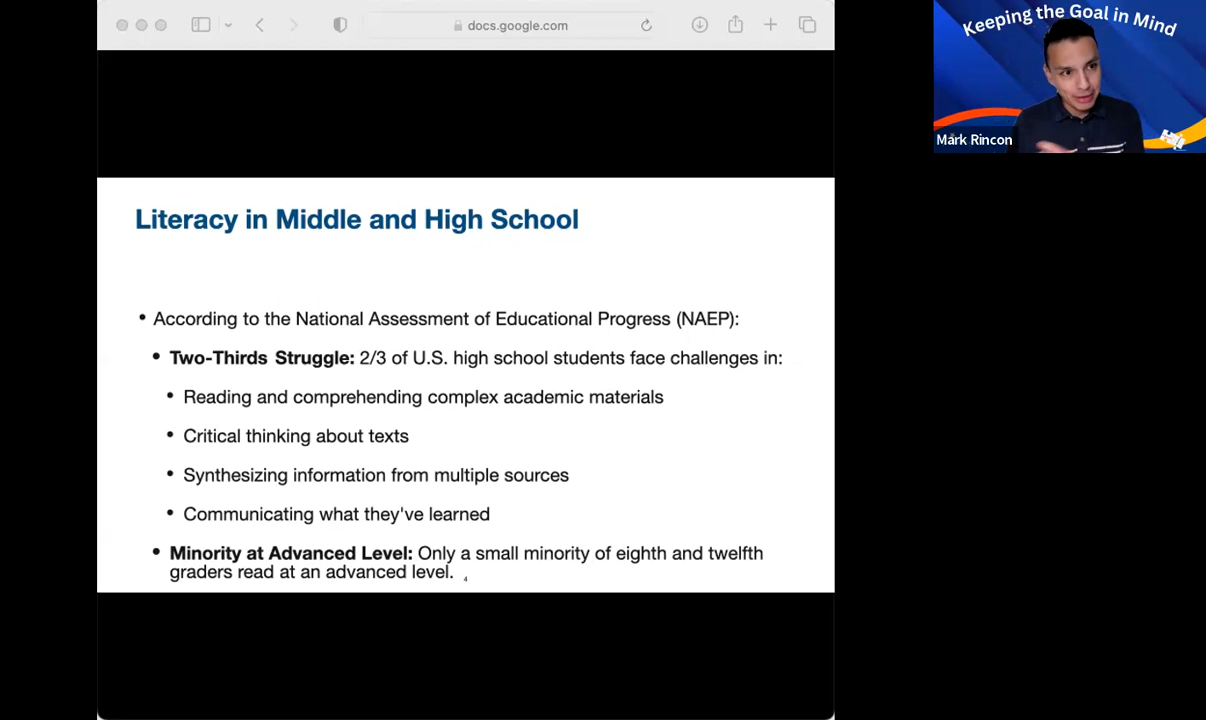 docs.google.com
Keeping the Goal in Mind
Mark Rincon
Literacy in Middle and High School
• According to the National Assessment of Educational Progress (NAEP):
• Two-Thirds Struggle: 2/3 of U.S. high school students face challenges in:
• Reading and comprehending complex academic materials
• Critical thinking about texts
• Synthesizing information from multiple sources
• Communicating what they've learned
• Minority at Advanced Level: Only a small minority of eighth and twelfth
graders read at an advanced level.
4